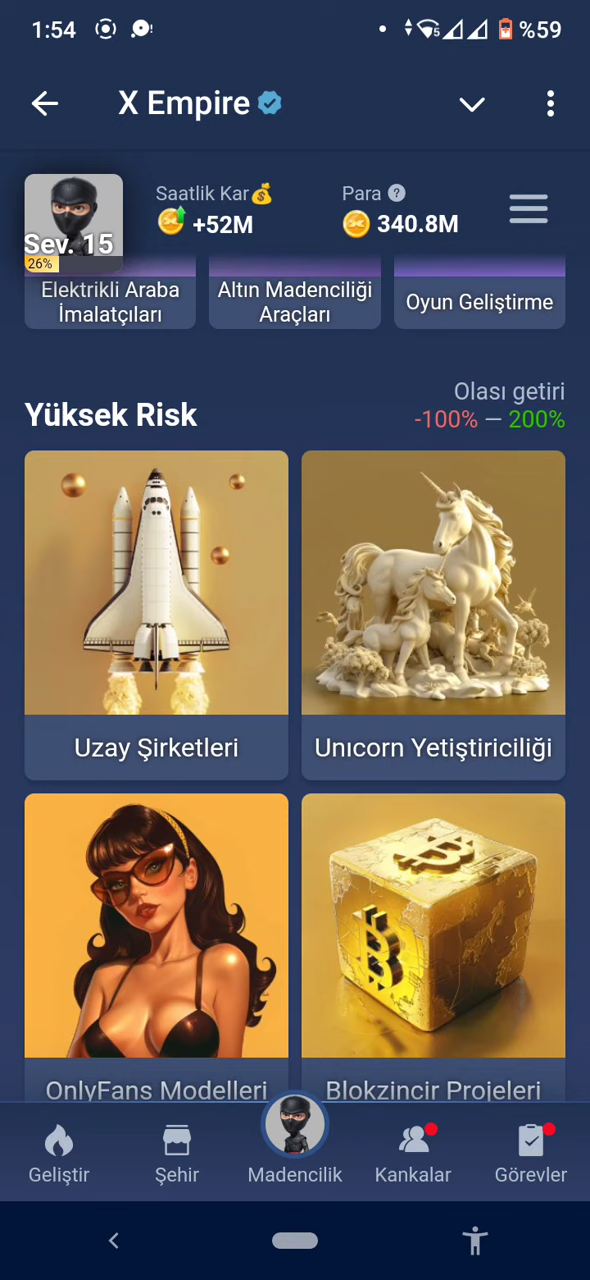 1:54
%59
X Empire
Saatlik Kar💰
Para ?
+52M
340.8M
Sev. 15
26%
Elektrikli Araba
İmalatçıları
Altın Madenciliği
Araçları
Oyun Geliştirme
Olası getiri
Yüksek Risk
-100% — 200%
Uzay Şirketleri
Unıcorn Yetiştiriciliği
OnlyFans Modelleri
Blokzincir Projeleri
Geliştir
Şehir
Madencilik
Kankalar
Görevler